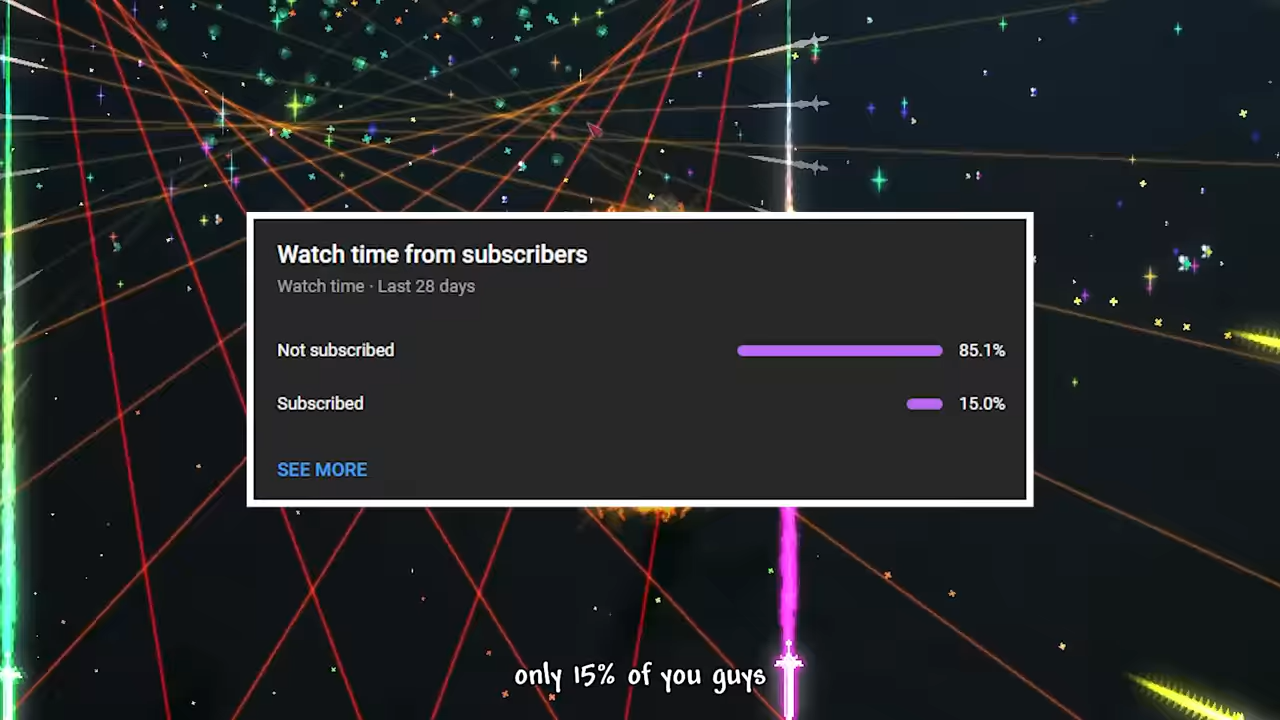 Watch time from subscribers
Watch time · Last 28 days
Not subscribed 85.1%
Subscribed 15.0%
SEE MORE
only 15% of you guys